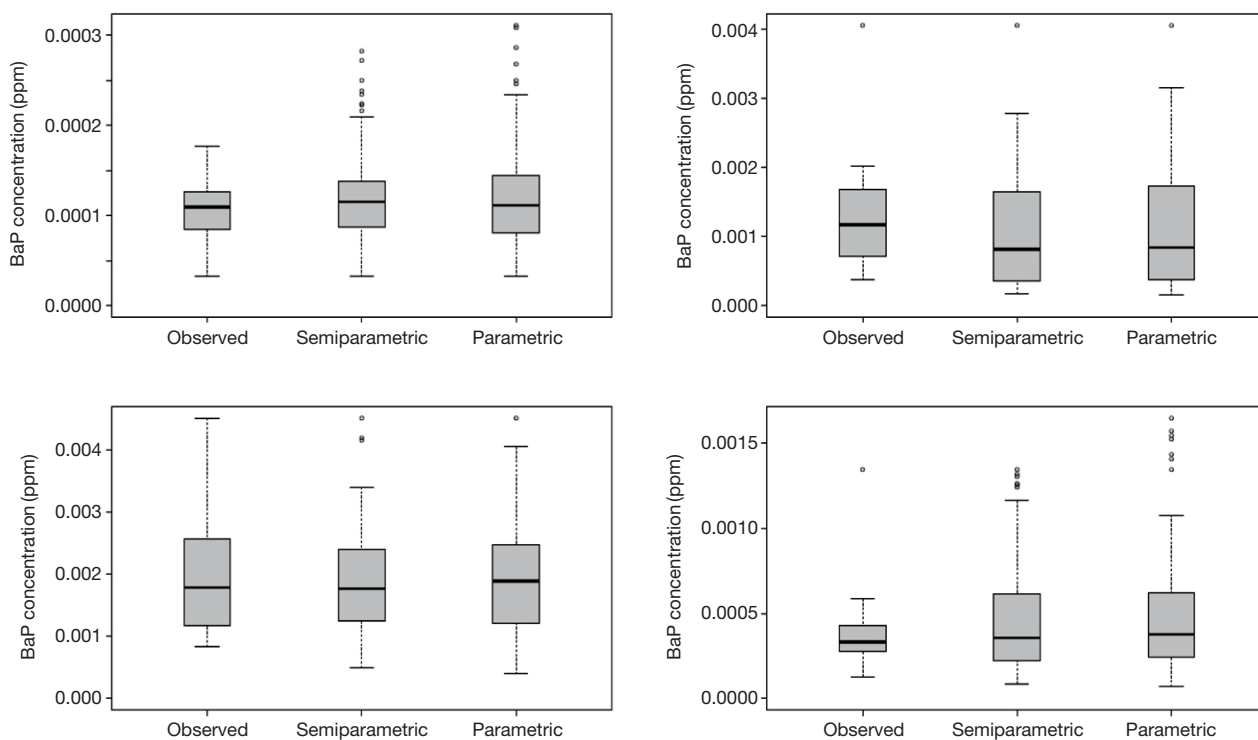 BaP concentration (ppm)
0.0003
0.0002
0.0001
0.0000
Observed Semiparametric Parametric
BaP concentration (ppm)
0.004
0.003
0.002
0.001
0.000
Observed Semiparametric Parametric
BaP concentration (ppm)
0.004
0.003
0.002
0.001
0.000
Observed Semiparametric Parametric
BaP concentration (ppm)
0.0015
0.0010
0.0005
0.0000
Observed Semiparametric Parametric